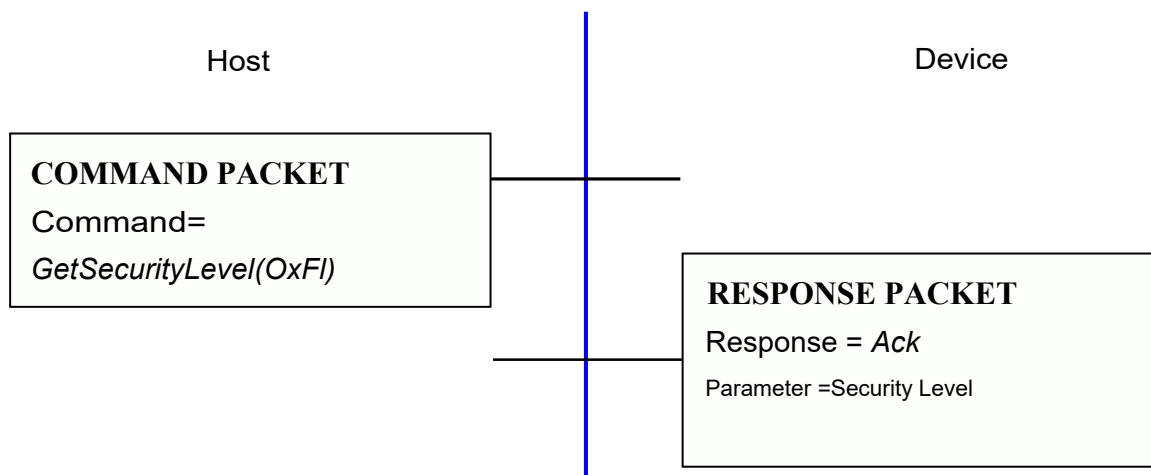 Host
Device
COMMAND PACKET
Command=
GetSecurityLevel(OxFl)
RESPONSE PACKET
Response = Ack
Parameter =Security Level